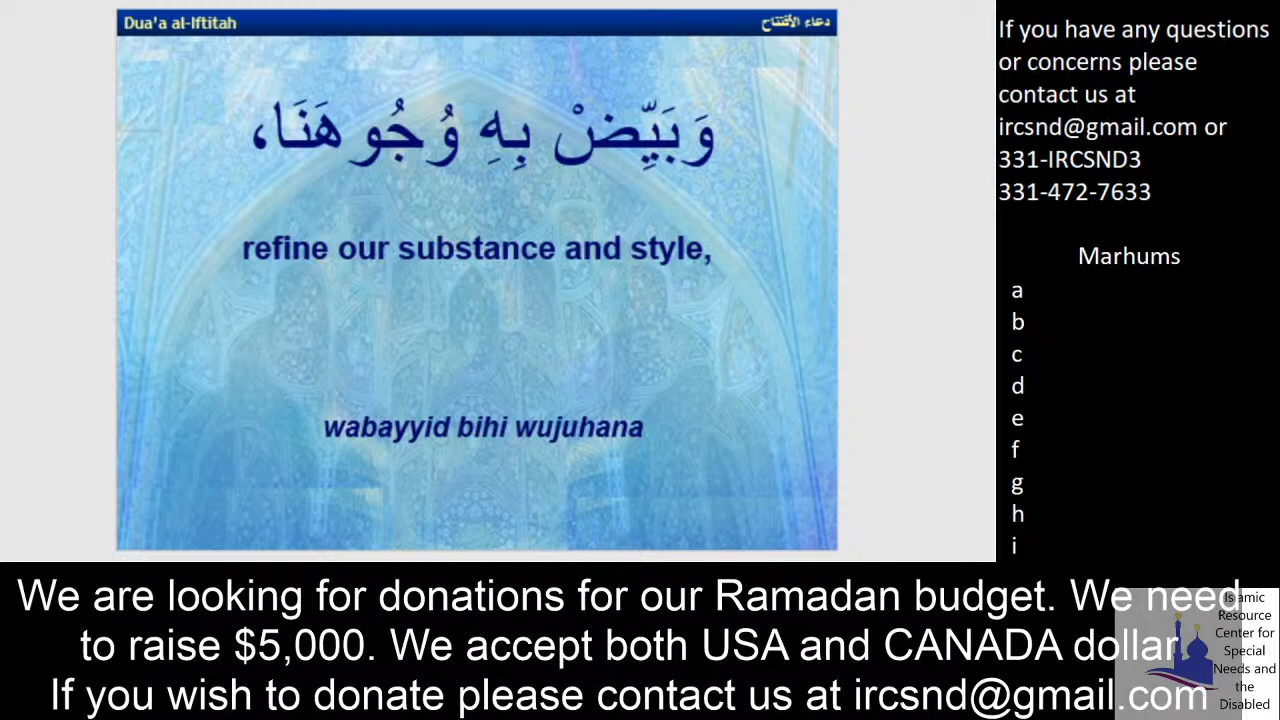 Dua'a al-Iftitah
دعاء الأفتتاح
وَبَيِّضْ بِهِ وُجُوهَنَا،
refine our substance and style,
wabayyid bihi wujuhana
If you have any questions
or concerns please
contact us at
ircsnd@gmail.com or
331-IRCSND3
331-472-7633
Marhums
a
b
c
d
e
f
g
h
i
We are looking for donations for our Ramadan budget. We need
to raise $5,000. We accept both USA and CANADA dollar
If you wish to donate please contact us at ircsnd@gmail.com
Islamic
Resource
Center for
Special
Needs and
the
Disabled